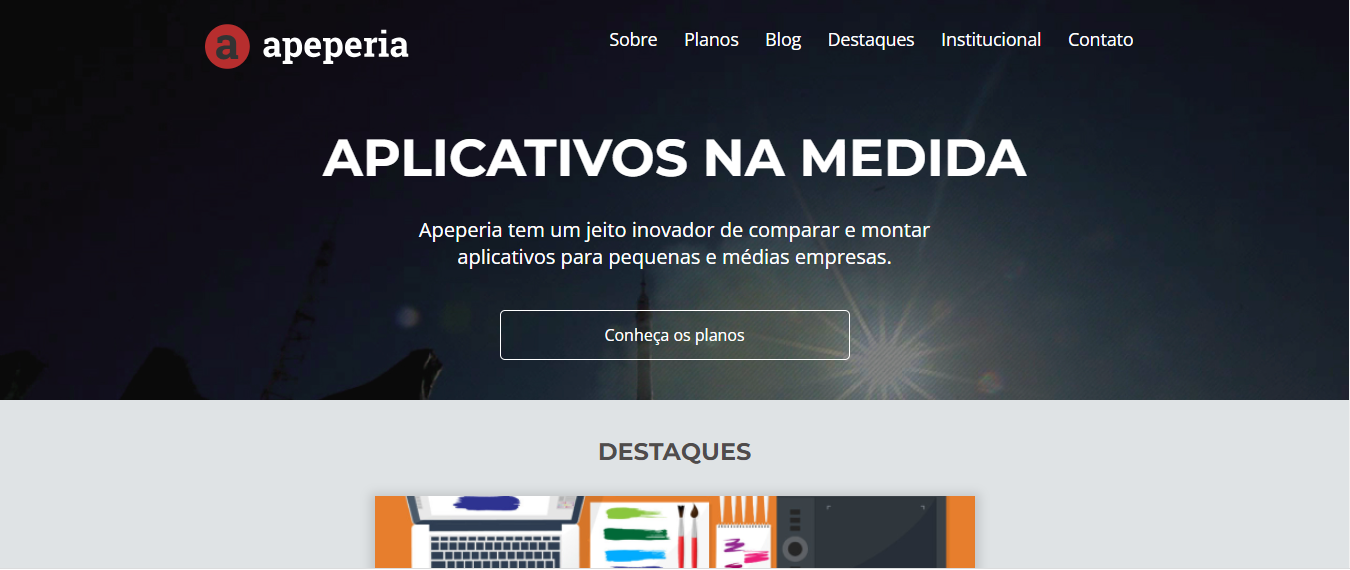 a apeperia
Sobre Planos Blog Destaques Institucional Contato
APLICATIVOS NA MEDIDA
Apeperia tem um jeito inovador de comparar e montar
aplicativos para pequenas e médias empresas.
Conheça os planos
DESTAQUES